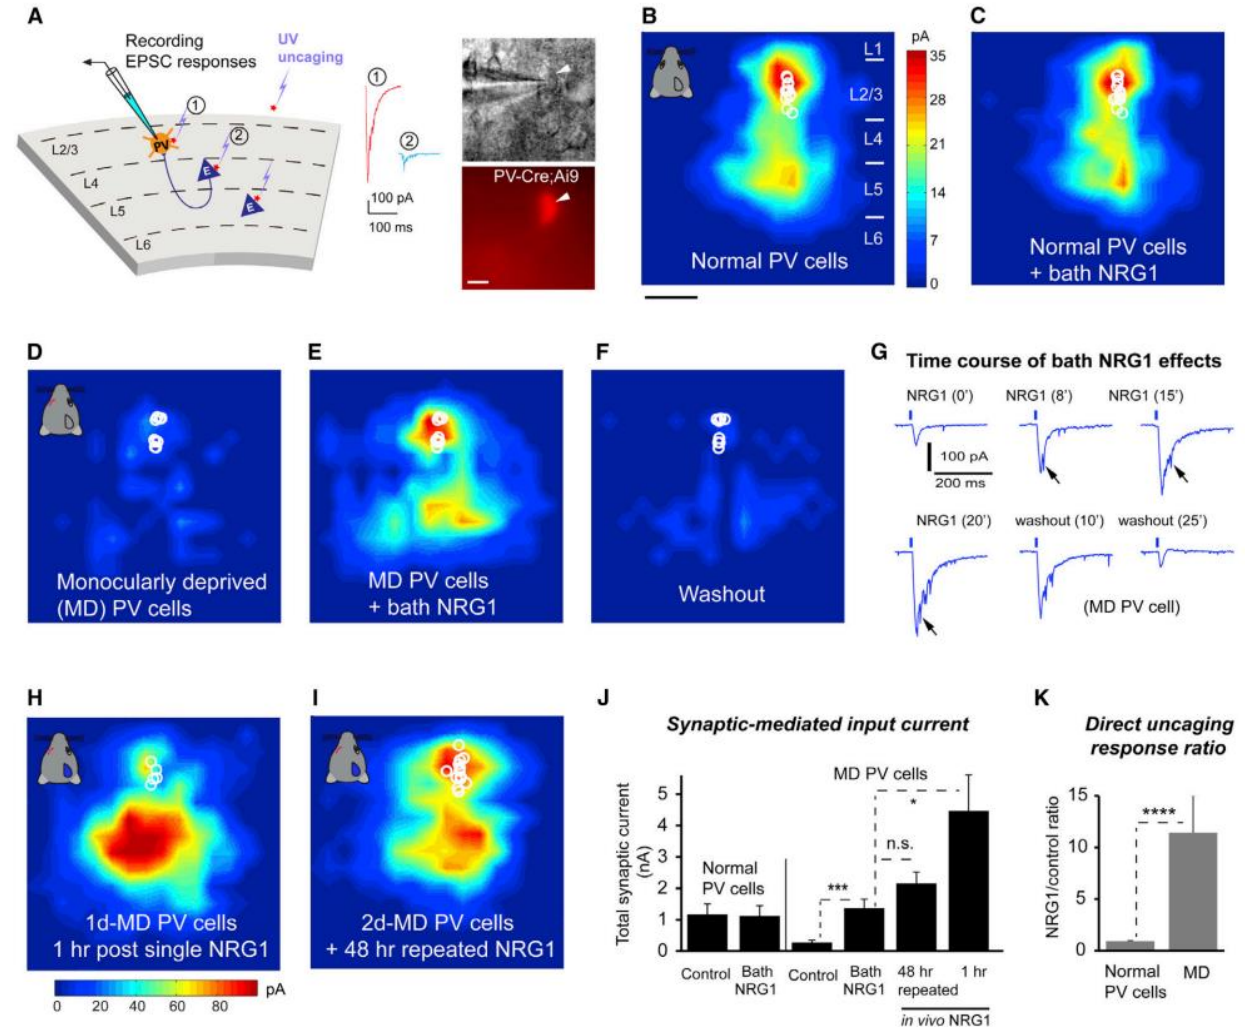 A
Recording
EPSC responses
UV
uncaging
1
2
PV
E
E
L2/3
L4
L5
L6
1
2
100 pA
100 ms
PV-Cre;Ai9
B
L1
L2/3
L4
L5
L6
Normal PV cells
pA
35
28
21
14
7
0
C
Normal PV cells
+ bath NRG1
D
Monocularly deprived
(MD) PV cells
E
MD PV cells
+ bath NRG1
F
Washout
G
Time course of bath NRG1 effects
NRG1 (0')
NRG1 (8')
NRG1 (15')
100 pA
200 ms
NRG1 (20')
washout (10')
washout (25')
(MD PV cell)
H
1d-MD PV cells
1 hr post single NRG1
0 20 40 60 80
pA
I
2d-MD PV cells
+ 48 hr repeated NRG1
J
Synaptic-mediated input current
Total synaptic current
(nA)
5
4
3
2
1
0
Normal
PV cells
MD PV cells
*
n.s.
***
Control
Bath
NRG1
Control
Bath
NRG1
48 hr
repeated
1 hr
in vivo NRG1
K
Direct uncaging
response ratio
NRG1/control ratio
15
10
5
0
****
Normal
PV cells
MD